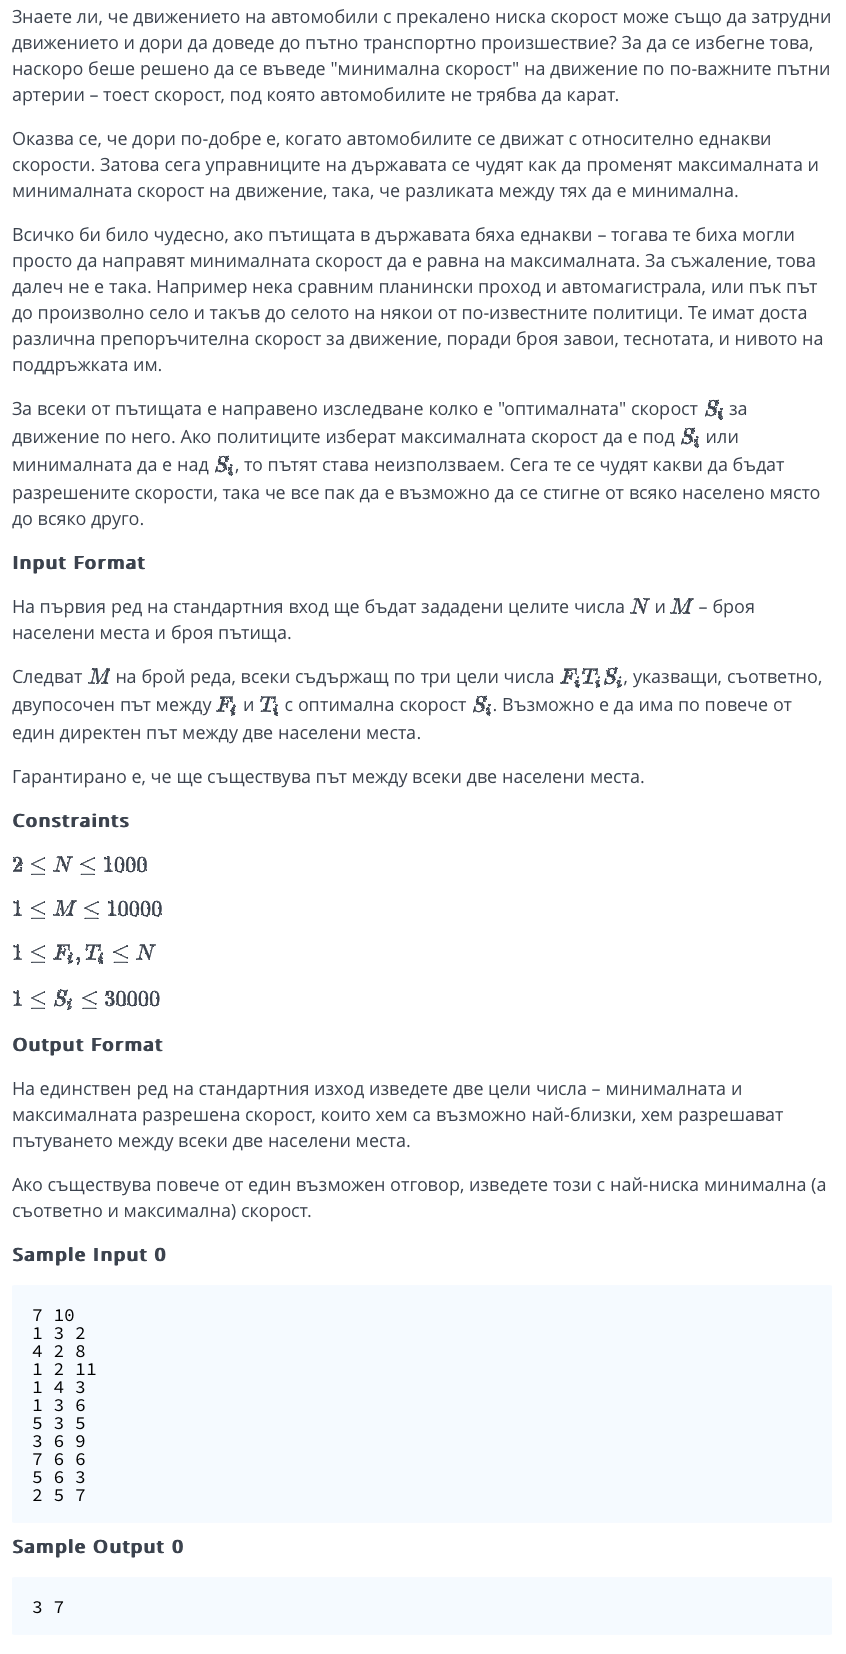 Знаете ли, че движението на автомобили с прекалено ниска скорост може също да затрудни
движението и дори да доведе до пътно транспортно произшествие? За да се избегне това,
наскоро беше решено да се въведе "минимална скорост" на движение по по-важните пътни
артерии – тоест скорост, под която автомобилите не трябва да карат.
Оказва се, че дори по-добре е, когато автомобилите се движат с относително еднакви
скорости. Затова сега управниците на държавата се чудят как да променят максималната и
минималната скорост на движение, така, че разликата между тях да е минимална.
Всичко би било чудесно, ако пътищата в държавата бяха еднакви – тогава те биха могли
просто да направят минималната скорост да е равна на максималната. За съжаление, това
далеч не е така. Например нека сравним планински проход и автомагистрала, или пък път
до произволно село и такъв до селото на някои от по-известните политици. Те имат доста
различна препоръчителна скорост за движение, поради броя завои, теснотата, и нивото на
поддръжката им.
За всеки от пътищата е направено изследване колко е "оптималната" скорост S_i за
движение по него. Ако политиците изберат максималната скорост да е под S_i или
минималната да е над S_i, то пътят става неизползваем. Сега те се чудят какви да бъдат
разрешените скорости, така че все пак да е възможно да се стигне от всяко населено място
до всяко друго.
Input Format
На първия ред на стандартния вход ще бъдат зададени целите числа N и M – броя
населени места и броя пътища.
Следват M на брой реда, всеки съдържащ по три цели числа F_i T_i S_i, указващи, съответно,
двупосочен път между F_i и T_i с оптимална скорост S_i. Възможно е да има по повече от
един директен път между две населени места.
Гарантирано е, че ще съществува път между всеки две населени места.
Constraints
2 ≤ N ≤ 1000
1 ≤ M ≤ 10000
1 ≤ F_i, T_i ≤ N
1 ≤ S_i ≤ 30000
Output Format
На единствен ред на стандартния изход изведете две цели числа – минималната и
максималната разрешена скорост, които хем са възможно най-близки, хем разрешават
пътуването между всеки две населени места.
Ако съществува повече от един възможен отговор, изведете този с най-ниска минимална (а
съответно и максимална) скорост.
Sample Input 0
7 10
1 3 2
4 2 8
1 2 11
1 4 3
1 3 6
5 3 5
3 6 9
7 6 6
5 6 3
2 5 7
Sample Output 0
3 7